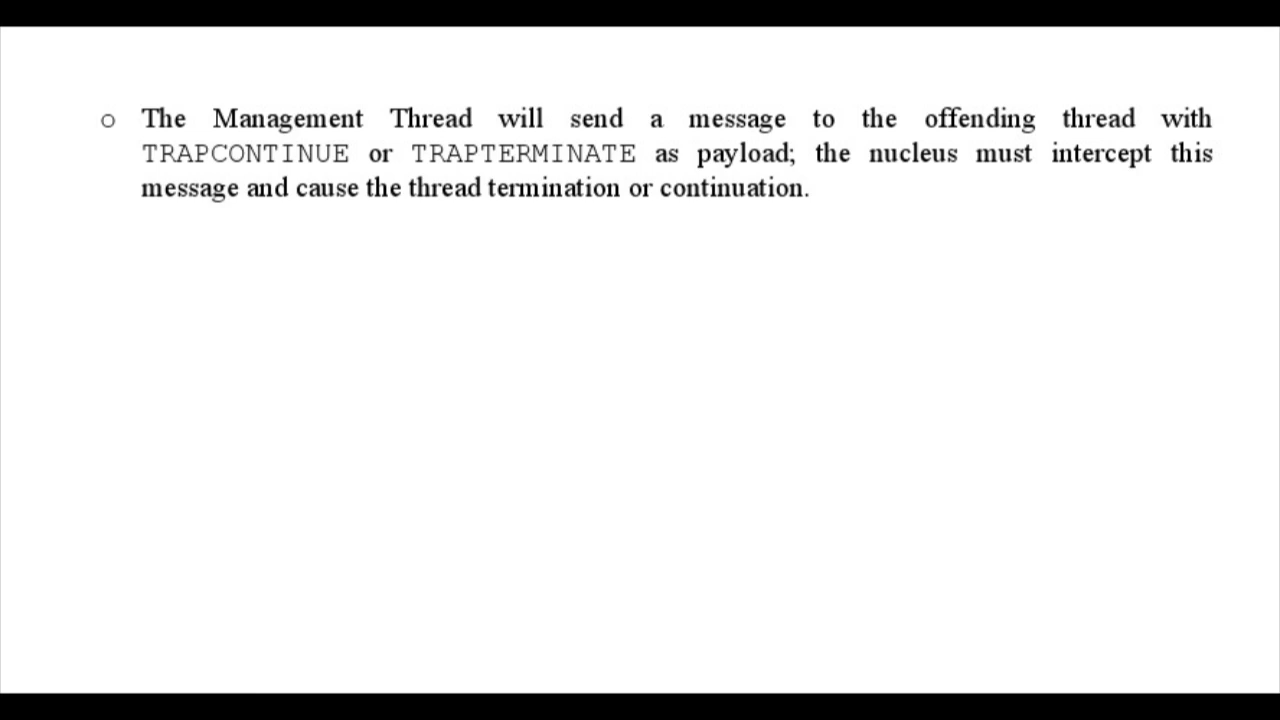 o The Management Thread will send a message to the offending thread with
TRAPCONTINUE or TRAPTERMINATE as payload; the nucleus must intercept this
message and cause the thread termination or continuation.